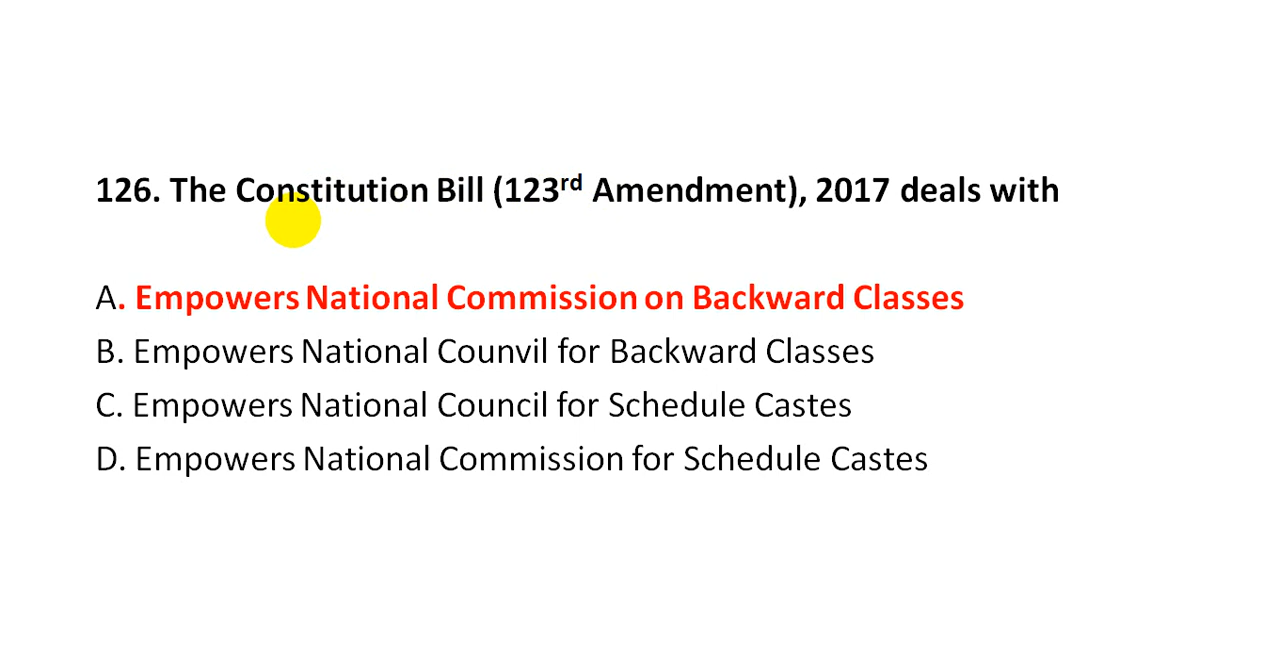 126. The Constitution Bill (123rd Amendment), 2017 deals with
A. Empowers National Commission on Backward Classes
B. Empowers National Counvil for Backward Classes
C. Empowers National Council for Schedule Castes
D. Empowers National Commission for Schedule Castes